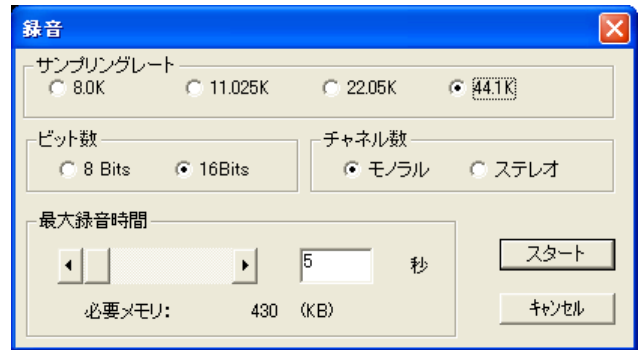 録音
サンプリングレート
8.0K 11.025K 22.05K 44.1K
ビット数
8 Bits 16Bits
チャネル数
モノラル ステレオ
最大録音時間
5 秒
必要メモリ: 430 (KB)
スタート
キャンセル